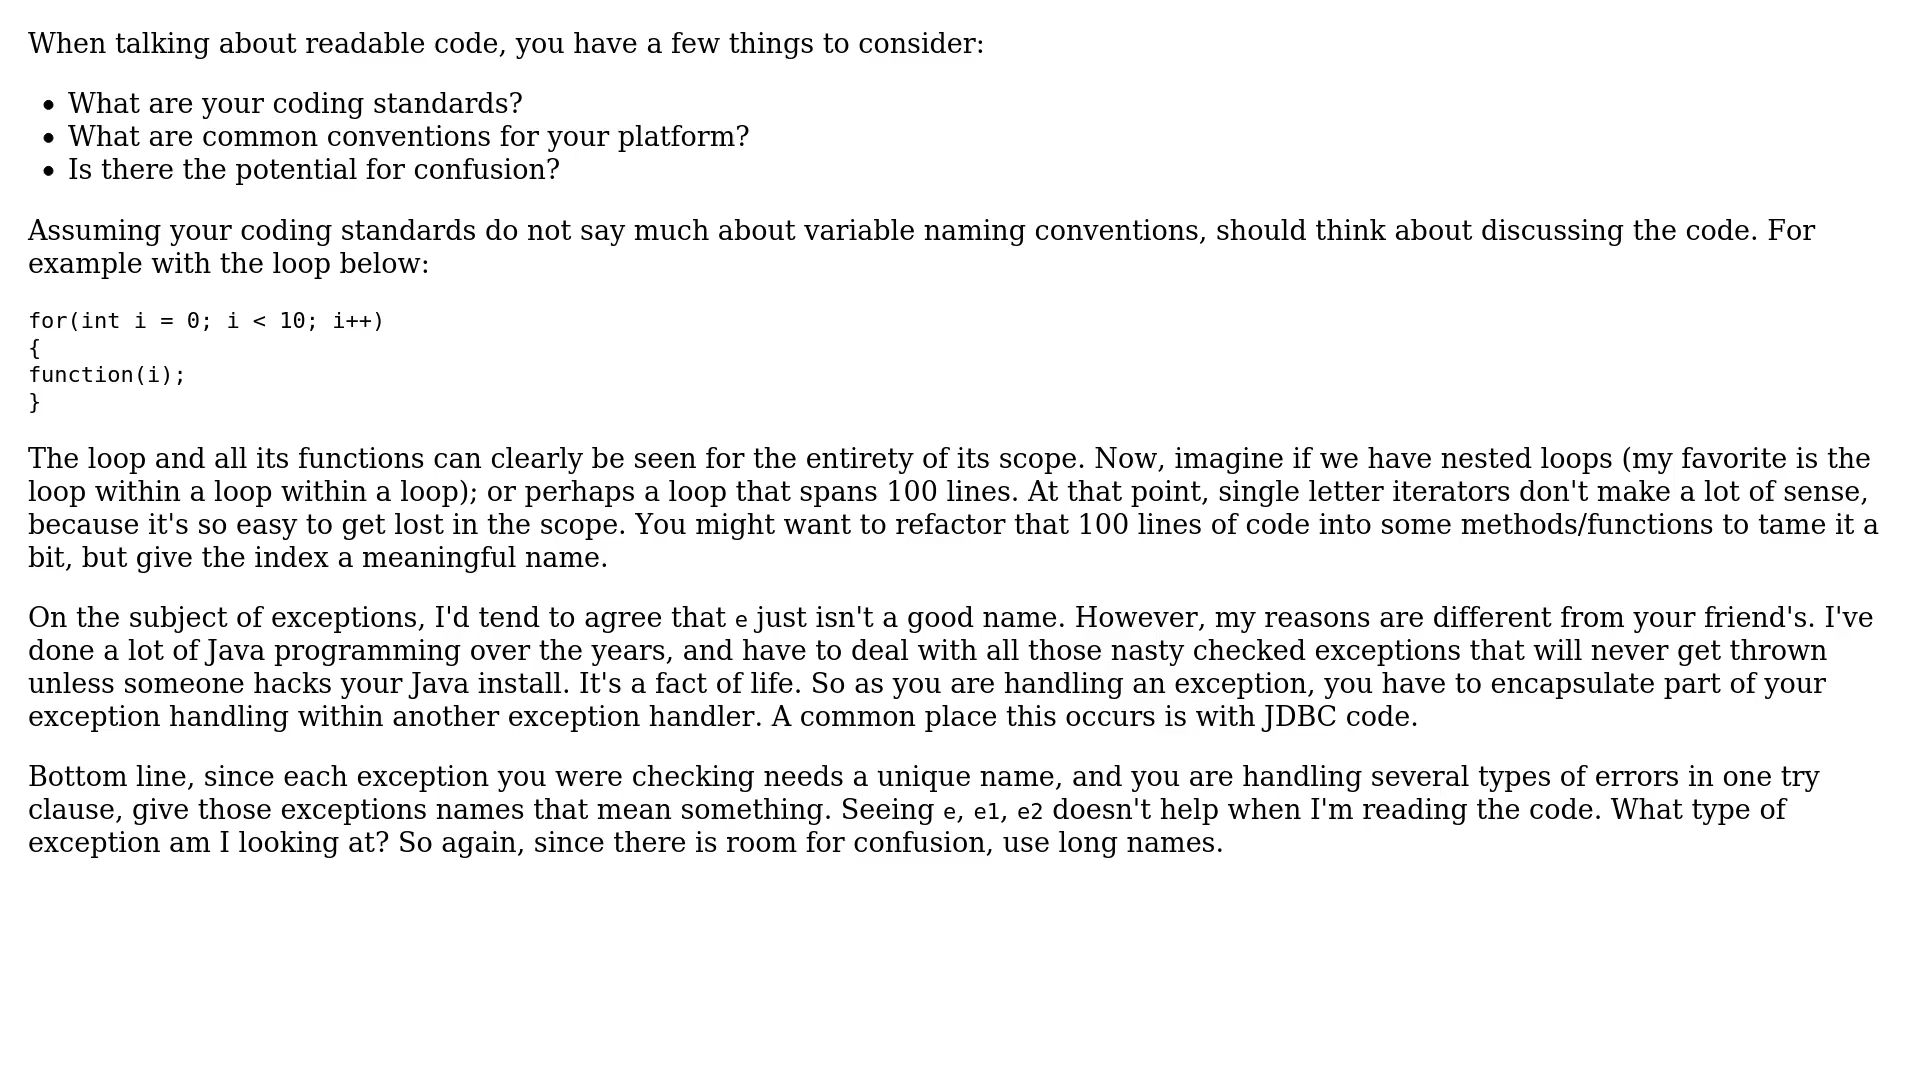 When talking about readable code, you have a few things to consider:
• What are your coding standards?
• What are common conventions for your platform?
• Is there the potential for confusion?
Assuming your coding standards do not say much about variable naming conventions, should think about discussing the code. For
example with the loop below:
for(int i = 0; i < 10; i++)
{
function(i);
}
The loop and all its functions can clearly be seen for the entirety of its scope. Now, imagine if we have nested loops (my favorite is the
loop within a loop within a loop); or perhaps a loop that spans 100 lines. At that point, single letter iterators don't make a lot of sense,
because it's so easy to get lost in the scope. You might want to refactor that 100 lines of code into some methods/functions to tame it a
bit, but give the index a meaningful name.
On the subject of exceptions, I'd tend to agree that e just isn't a good name. However, my reasons are different from your friend's. I've
done a lot of Java programming over the years, and have to deal with all those nasty checked exceptions that will never get thrown
unless someone hacks your Java install. It's a fact of life. So as you are handling an exception, you have to encapsulate part of your
exception handling within another exception handler. A common place this occurs is with JDBC code.
Bottom line, since each exception you were checking needs a unique name, and you are handling several types of errors in one try
clause, give those exceptions names that mean something. Seeing e, e1, e2 doesn't help when I'm reading the code. What type of
exception am I looking at? So again, since there is room for confusion, use long names.